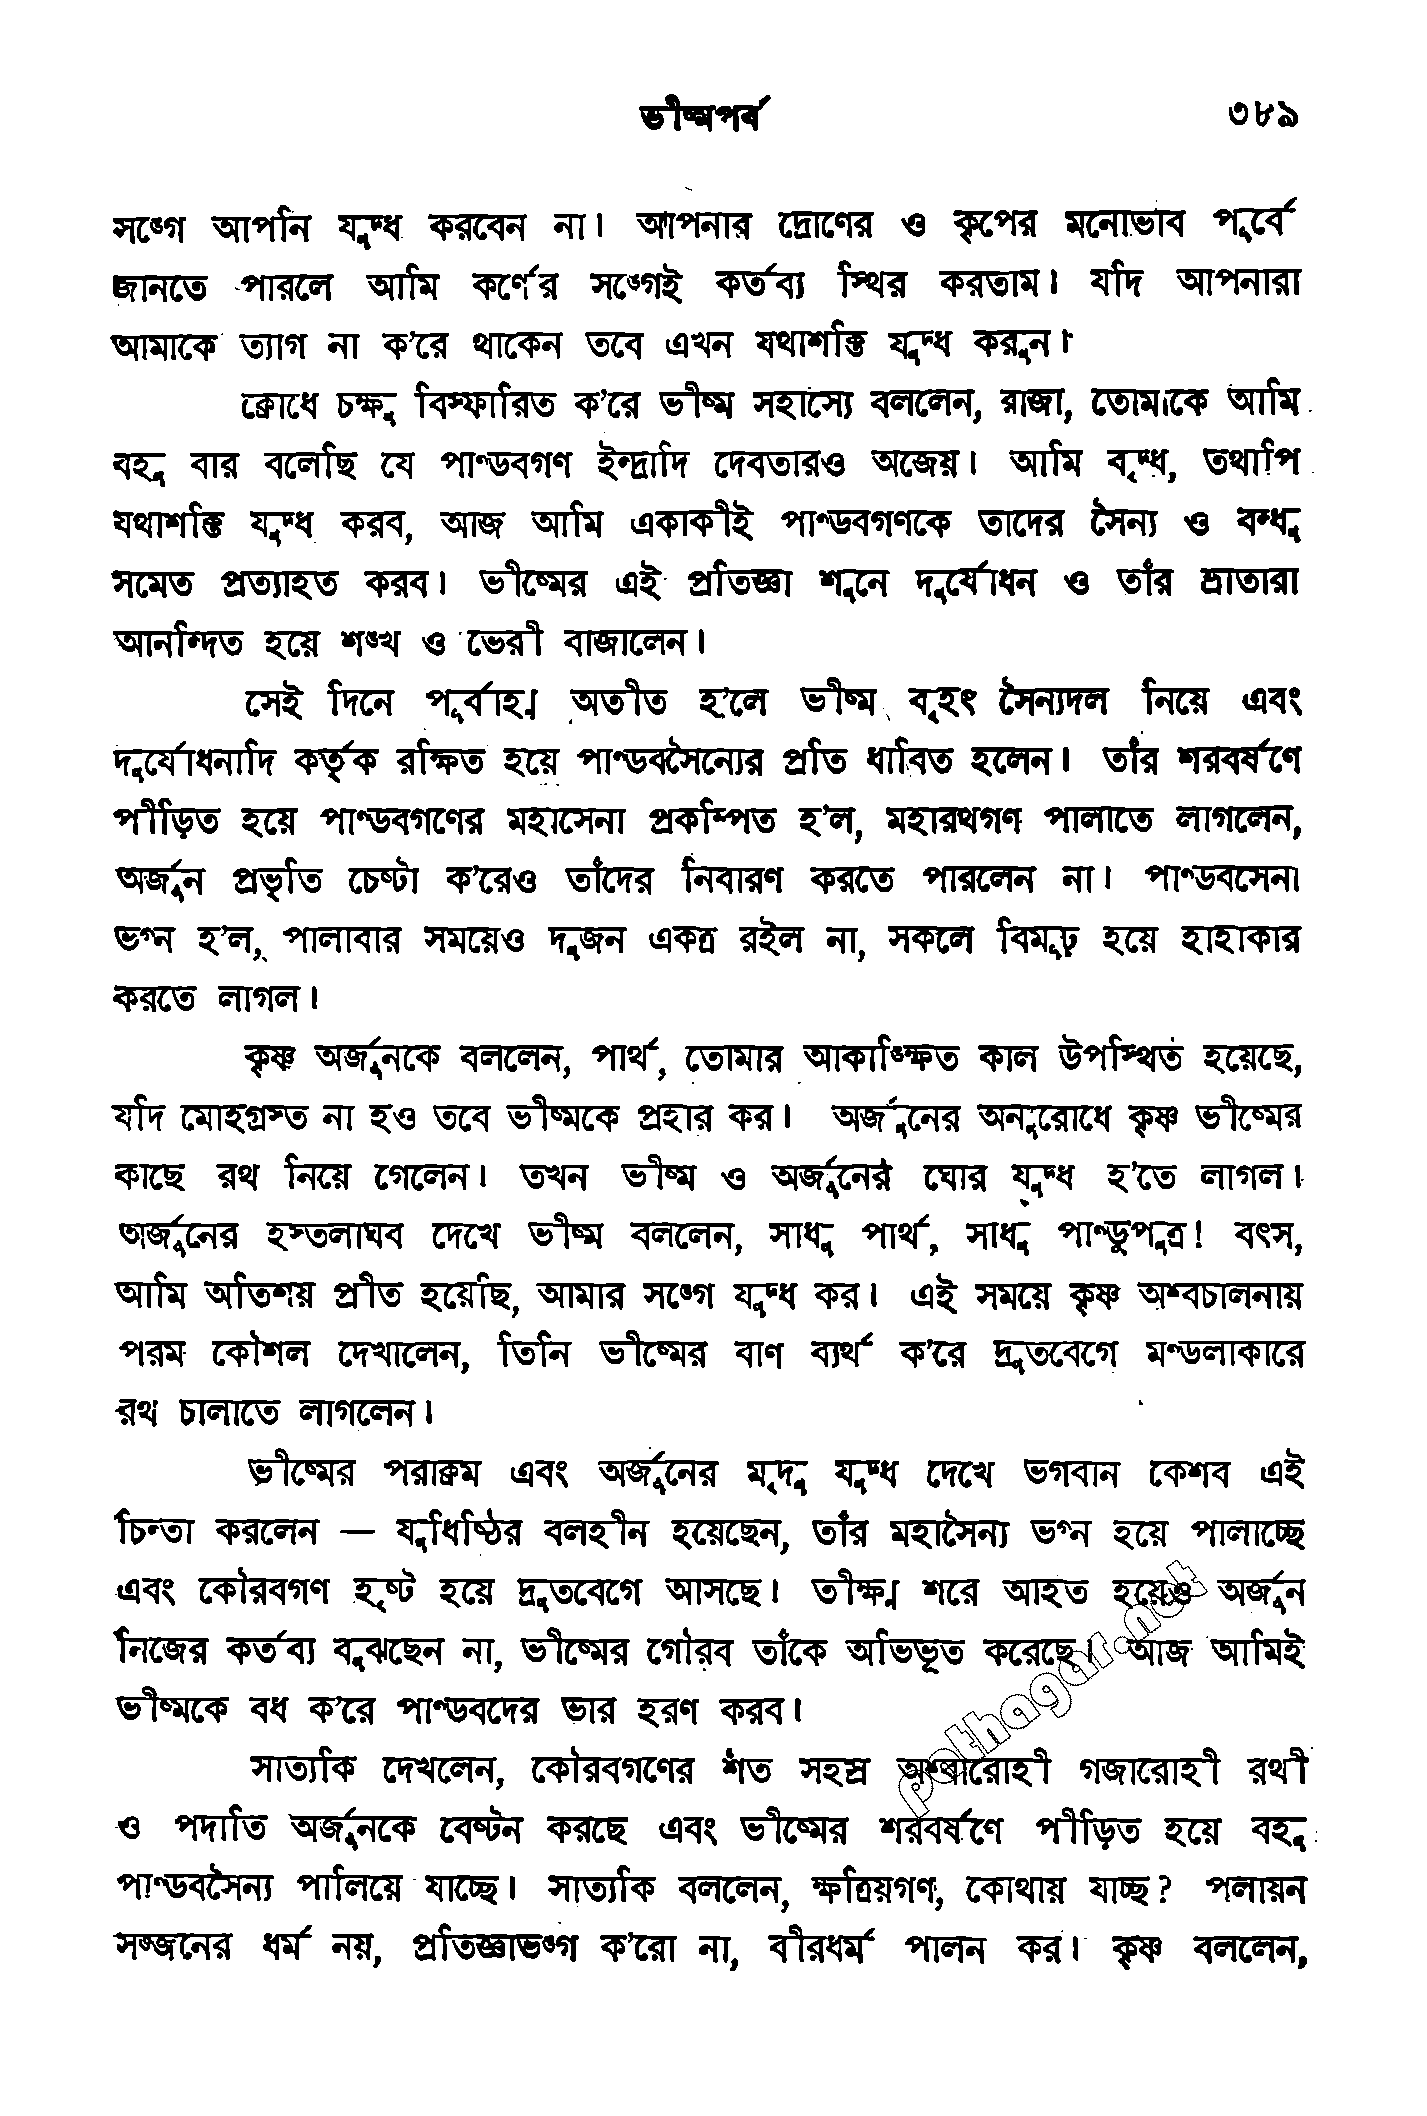 ভীষ্মপর্ব ৩৮৯
সঙ্গে আপনি যুদ্ধ করবেন না। আপনার দ্রোণের ও কৃপের মনোভাব পূর্বে
জানতে পারলে আমি কর্ণের সঙ্গেই কর্তব্য স্থির করতাম। যদি আপনারা
আমাকে ত্যাগ না ক'রে থাকেন তবে এখন যথাশক্তি যুদ্ধ করুন।
ক্রোধে চক্ষু বিস্ফারিত ক'রে ভীষ্ম সহাস্যে বললেন, রাজা, তোমাকে আমি
বহু বার বলেছি যে পাণ্ডবগণ ইন্দ্রাদি দেবতারও অজেয়। আমি বৃদ্ধ, তথাপি
যথাশক্তি যুদ্ধ করব, আজ আমি একাকীই পাণ্ডবগণকে তাদের সৈন্য ও বন্ধু
সমেত প্রত্যাহত করব। ভীষ্মের এই প্রতিজ্ঞা শুনে দুর্যোধন ও তাঁর ভ্রাতারা
আনন্দিত হয়ে শঙ্খ ও ভেরী বাজালেন।
সেই দিনে পূর্বাহ্ণ অতীত হ'লে ভীষ্ম বৃহৎ সৈন্যদল নিয়ে এবং
দুর্যোধনাদি কর্তৃক রক্ষিত হয়ে পাণ্ডবসৈন্যের প্রতি ধাবিত হলেন। তাঁর শরবর্ষণে
পীড়িত হয়ে পাণ্ডবগণের মহাসেনা প্রকম্পিত হ'ল, মহারথগণ পালাতে লাগলেন,
অর্জুন প্রভৃতি চেষ্টা ক'রেও তাঁদের নিবারণ করতে পারলেন না। পাণ্ডবসেনা
ভগ্ন হ'ল, পালাবার সময়েও দুজন একত্র রইল না, সকলে বিমূঢ় হয়ে হাহাকার
করতে লাগল।
কৃষ্ণ অর্জুনকে বললেন, পার্থ, তোমার আকাঙ্ক্ষিত কাল উপস্থিত হয়েছে,
যদি মোহগ্রস্ত না হও তবে ভীষ্মকে প্রহার কর। অর্জুনের অনুরোধে কৃষ্ণ ভীষ্মের
কাছে রথ নিয়ে গেলেন। তখন ভীষ্ম ও অর্জুনের ঘোর যুদ্ধ হ'তে লাগল।
অর্জুনের হস্তলাঘব দেখে ভীষ্ম বললেন, সাধু পার্থ, সাধু পাণ্ডুপুত্র! বৎস,
আমি অতিশয় প্রীত হয়েছি, আমার সঙ্গে যুদ্ধ কর। এই সময়ে কৃষ্ণ অশ্বচালনায়
পরম কৌশল দেখালেন, তিনি ভীষ্মের বাণ ব্যর্থ ক'রে দ্রুতবেগে মণ্ডলাকারে
রথ চালাতে লাগলেন।
ভীষ্মের পরাক্রম এবং অর্জুনের মৃদু যুদ্ধ দেখে ভগবান কেশব এই
চিন্তা করলেন — যুধিষ্ঠির বলহীন হয়েছেন, তাঁর মহাসৈন্য ভগ্ন হয়ে পালাচ্ছে
এবং কৌরবগণ হৃষ্ট হয়ে দ্রুতবেগে আসছে। তীক্ষ্ণ শরে আহত হয়েও অর্জুন
নিজের কর্তব্য বুঝছেন না, ভীষ্মের গৌরব তাঁকে অভিভূত করেছে। আজ আমিই
ভীষ্মকে বধ ক'রে পাণ্ডবদের ভার হরণ করব।
সাত্যকি দেখলেন, কৌরবগণের শত সহস্র অশ্বারোহী গজারোহী রথী
ও পদাতি অর্জুনকে বেষ্টন করছে এবং ভীষ্মের শরবর্ষণে পীড়িত হয়ে বহু
পাণ্ডবসৈন্য পালিয়ে যাচ্ছে। সাত্যকি বললেন, ক্ষত্রিয়গণ, কোথায় যাচ্ছ? পলায়ন
সজ্জনের ধর্ম নয়, প্রতিজ্ঞাভঙ্গ ক'রো না, বীরধর্ম পালন কর। কৃষ্ণ বললেন,
pathagar.net